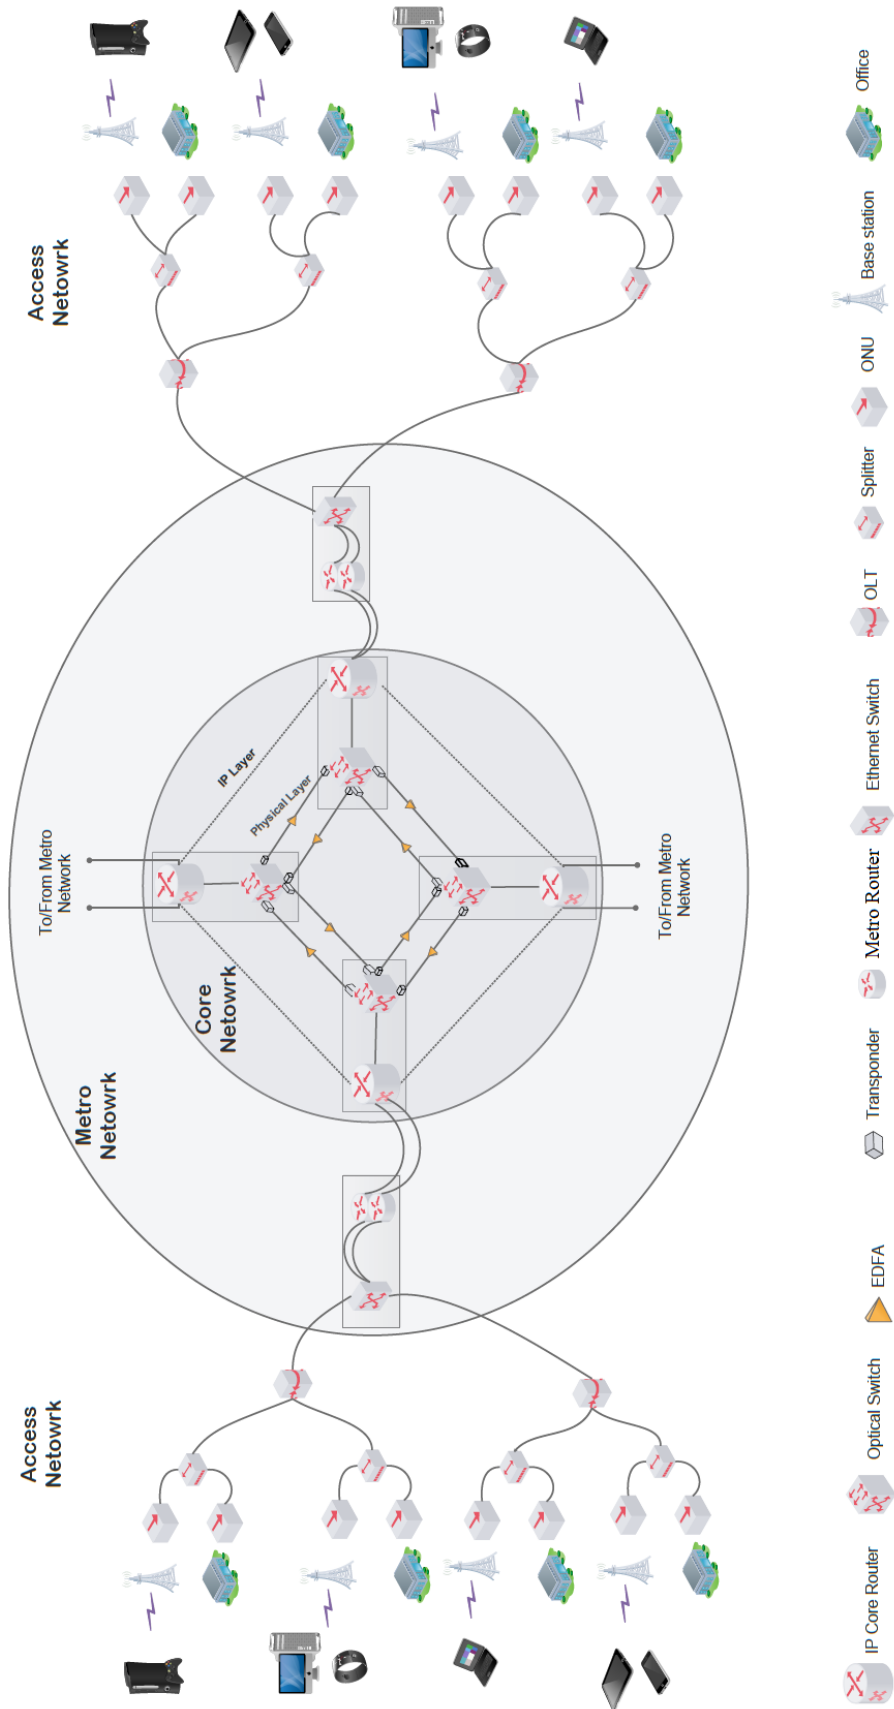 Access
Netowrk
Metro
Netowrk
Core
Netowrk
To/From Metro
Network
IP Layer
Physical Layer
To/From Metro
Network
Access
Netowrk
IP Core Router
Optical Switch
EDFA
Transponder
Metro Router
Ethernet Switch
OLT
Splitter
ONU
Base station
Office